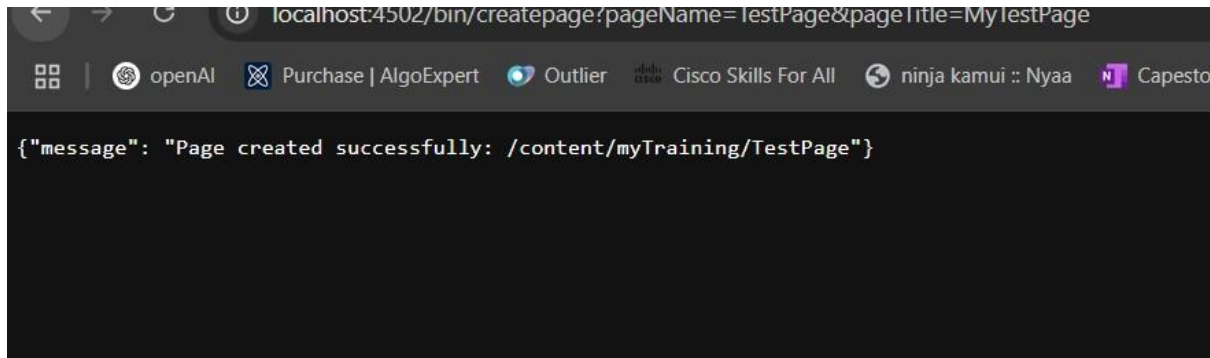 localhost:4502/bin/createpage?pageName=TestPage&pageTitle=MyTestPage
openAI Purchase | AlgoExpert Outlier Cisco Skills For All ninja kamui :: Nyaa Capesto
{"message": "Page created successfully: /content/myTraining/TestPage"}